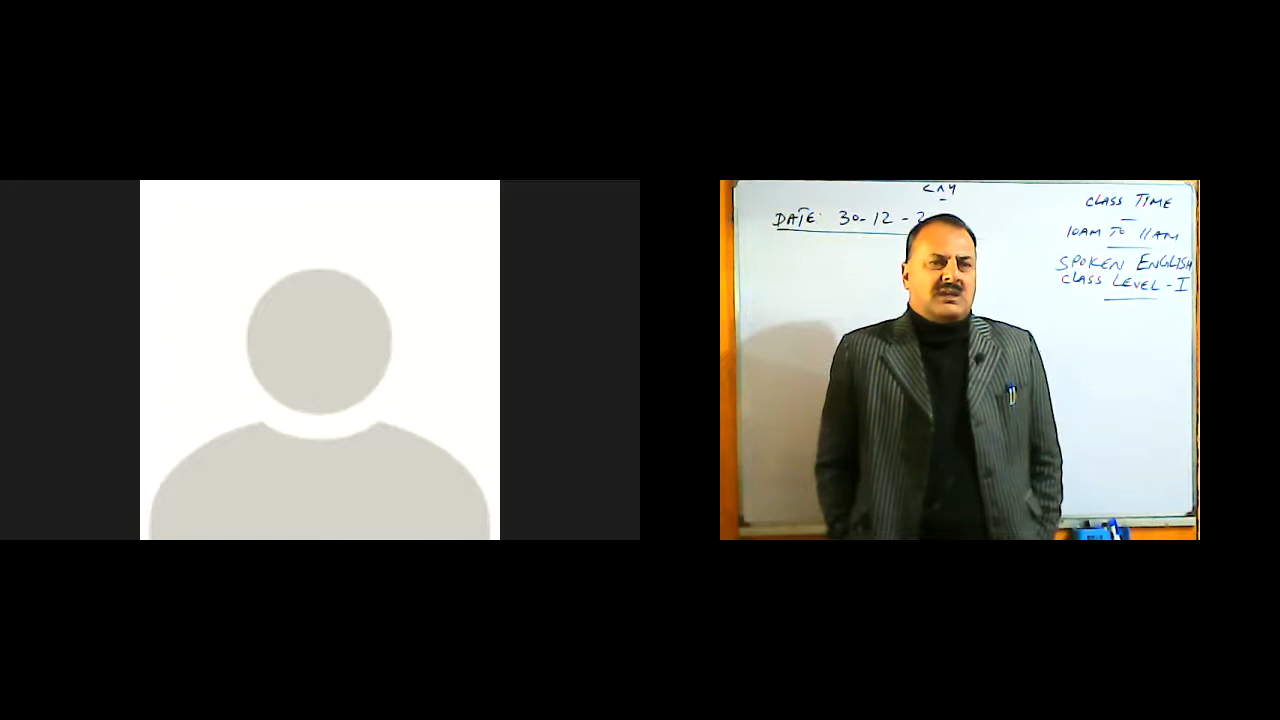 DATE: 30-12-2
CLASS TIME
10AM TO 11AM
SPOKEN ENGLISH
CLASS LEVEL-I